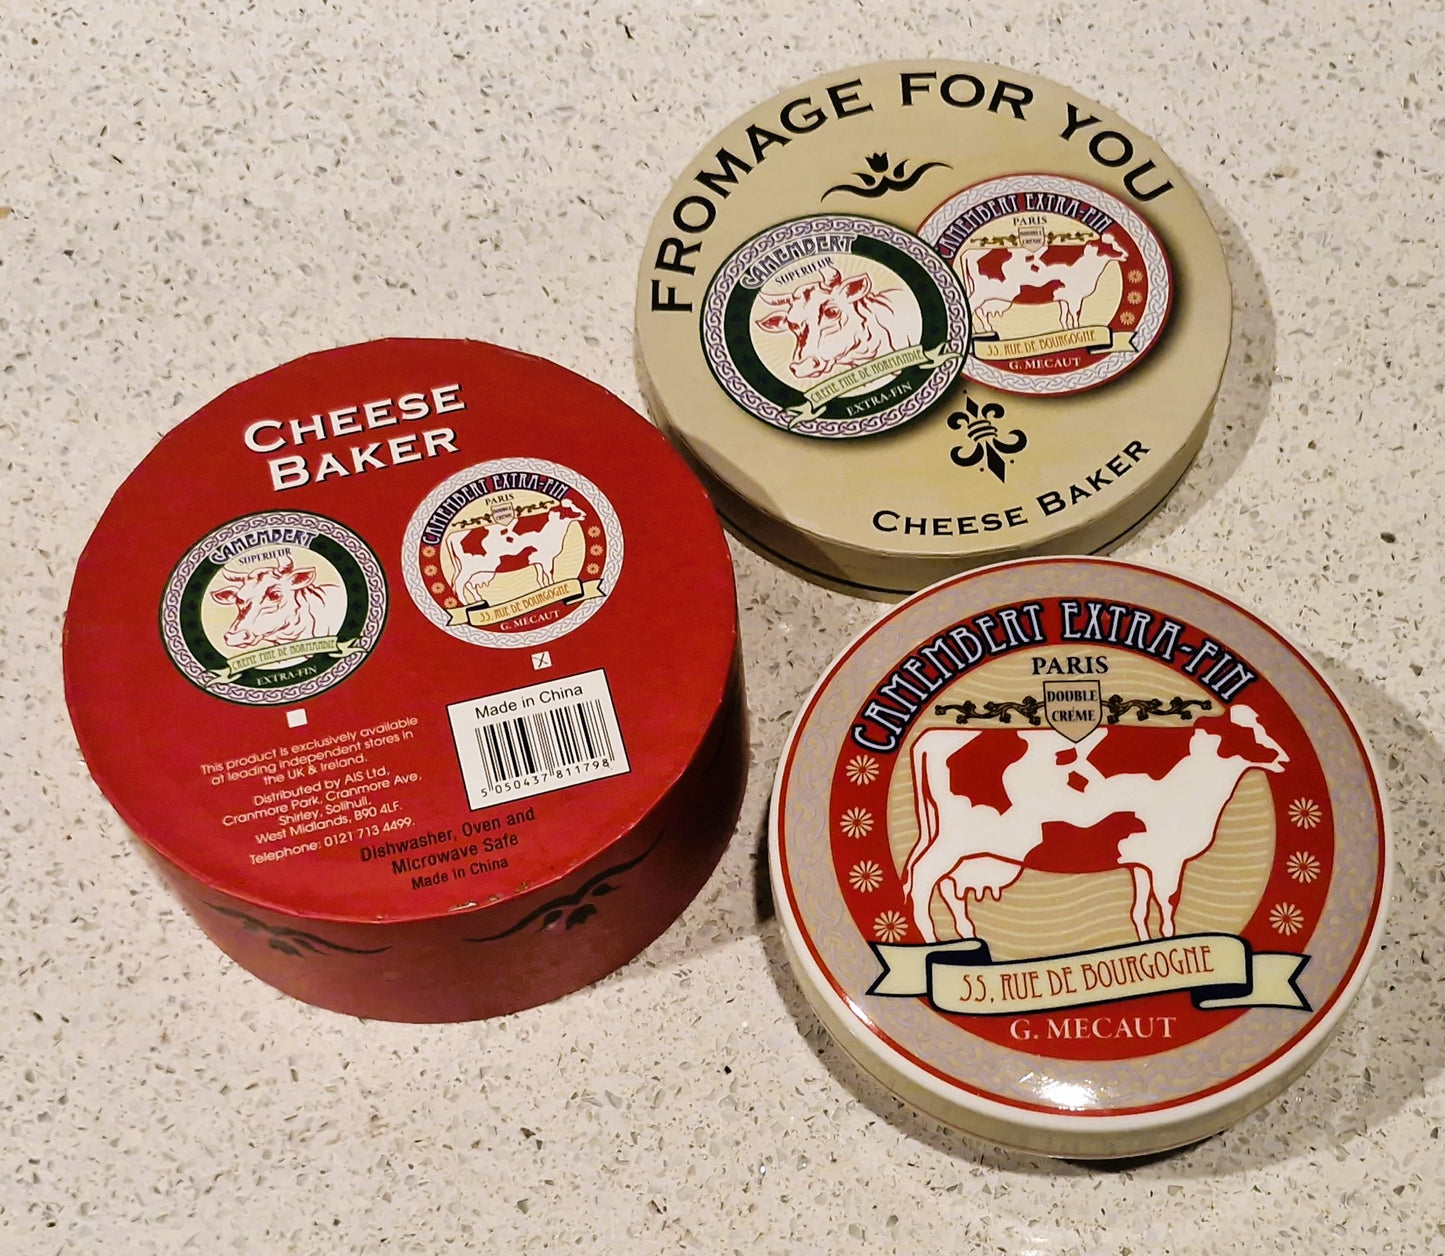 FROMAGE FOR YOU
CAMEMBERT
SUPERIEUR
CRÈME FINE DE NORMANDIE
EXTRA-FIN
CAMEMBERT EXTRA-FIN
PARIS
DOUBLE
CRÈME
55, RUE DE BOURGOGNE
G. MECAUT
CHEESE BAKER
CHEESE
BAKER
CAMEMBERT
SUPERIEUR
CRÈME FINE DE NORMANDIE
EXTRA-FIN
CAMEMBERT EXTRA-FIN
PARIS
DOUBLE
CRÈME
55, RUE DE BOURGOGNE
G. MECAUT
X
This product is exclusively available
at leading independent stores in
the UK & Ireland.
Distributed by AIS Ltd,
Cranmore Park, Cranmore Ave,
Shirley, Solihull,
West Midlands, B90 4LF.
Telephone: 0121 713 4499.
Made in China
5 050437 811798
Dishwasher, Oven and
Microwave Safe
Made in China
CAMEMBERT EXTRA-FIN
PARIS
DOUBLE
CRÈME
55, RUE DE BOURGOGNE
G. MECAUT